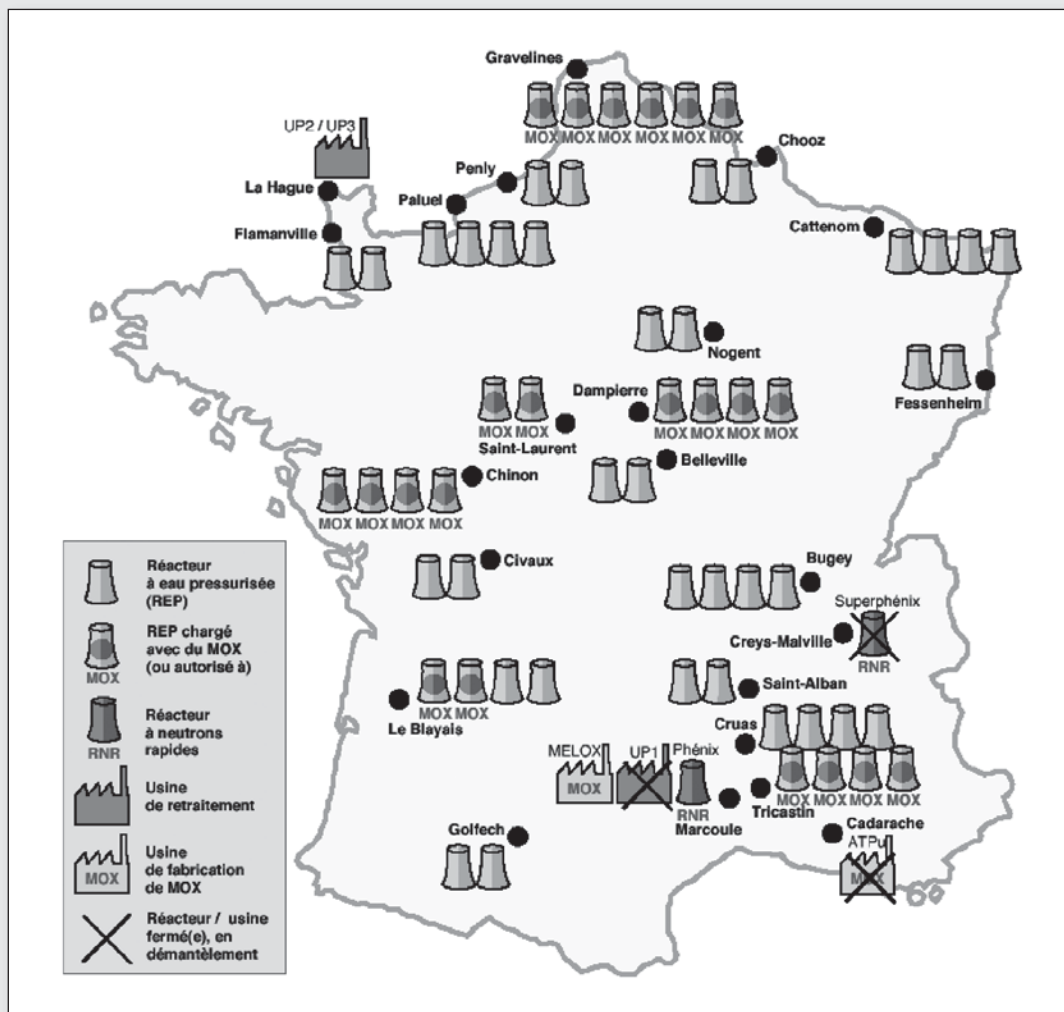 Gravelines
MOX MOX MOX MOX MOX MOX
UP2 / UP3
Chooz
Penly
La Hague
Paluel
Flamanville
Cattenom
Nogent
Fessenheim
Dampierre
MOX MOX
MOX MOX MOX MOX
Saint-Laurent
Belleville
Chinon
MOX MOX MOX MOX
Civaux
Bugey
Superphénix
Creys-Malville
RNR
Saint-Alban
MOX MOX
Le Blayais
Cruas
MELOX
UP1
Phénix
MOX
RNR
Marcoule
MOX MOX MOX MOX
Tricastin
Cadarache
ATPu
MOX
Golfech
Réacteur
à eau pressurisée
(REP)
REP chargé
avec du MOX
(ou autorisé à)
MOX
Réacteur
à neutrons
rapides
RNR
Usine
de retraitement
Usine
de fabrication
de MOX
MOX
Réacteur / usine
fermé(e), en
démantèlement